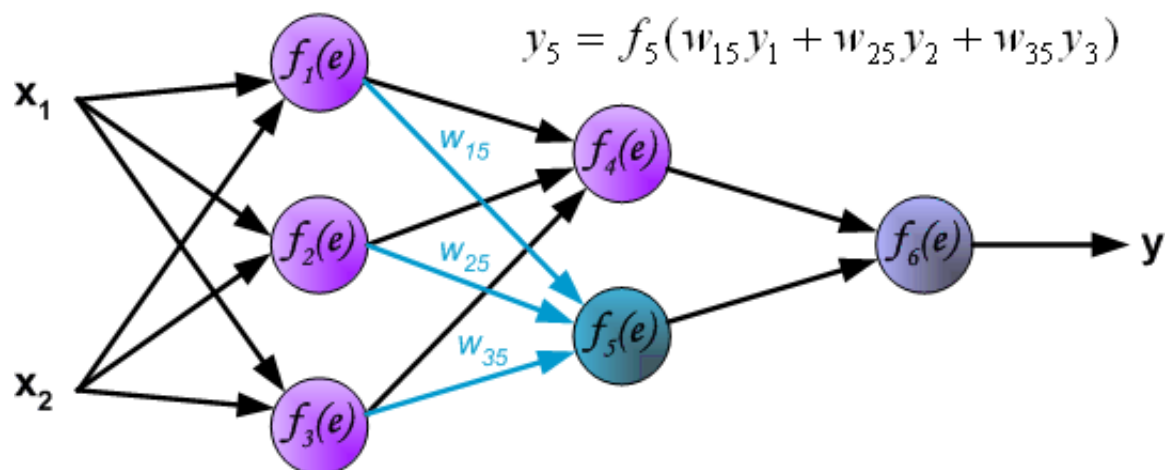 y₅ = f₅(w₁₅y₁ + w₂₅y₂ + w₃₅y₃)
f₁(e)
x₁
w₁₅
f₄(e)
f₂(e)
w₂₅
f₆(e)
y
f₅(e)
w₃₅
x₂
f₃(e)